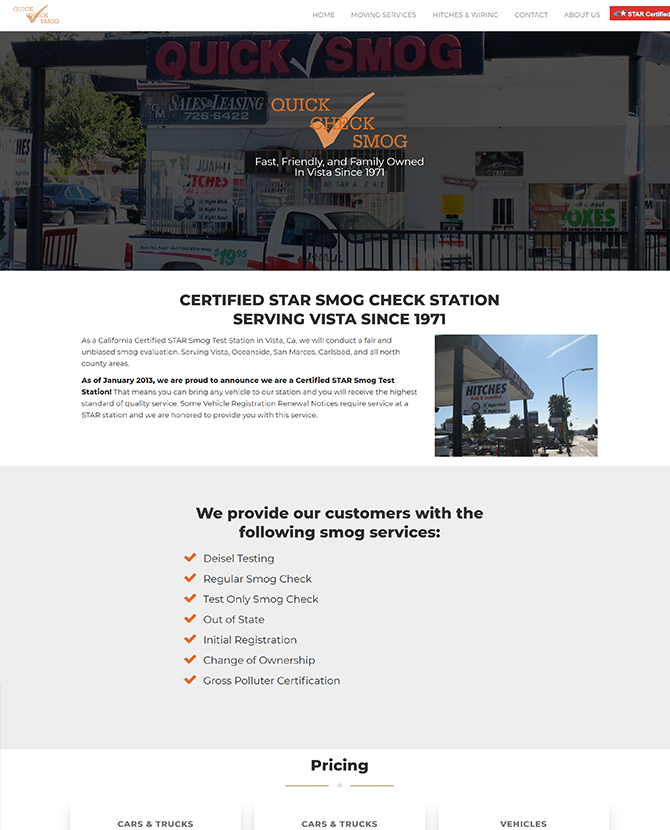 QUICK
CHECK
SMOG
HOME
MOVING SERVICES
HITCHES & WIRING
CONTACT
ABOUT US
STAR Certified
QUICK SMOG
SALES & LEASING
726-6422
QUICK
CHECK
SMOG
Fast, Friendly, and Family Owned
In Vista Since 1971
$19.95
CERTIFIED STAR SMOG CHECK STATION
SERVING VISTA SINCE 1971
As a California Certified STAR Smog Test Station in Vista, Ca, we will conduct a fair and
unbiased smog evaluation. Serving Vista, Oceanside, San Marcos, Carlsbad, and all north
county areas.
As of January 2013, we are proud to announce we are a Certified STAR Smog Test
Station! That means you can bring any vehicle to our station and you will receive the highest
standard of quality service. Some Vehicle Registration Renewal Notices require service at a
STAR station and we are honored to provide you with this service.
HITCHES
We provide our customers with the
following smog services:
Deisel Testing
Regular Smog Check
Test Only Smog Check
Out of State
Initial Registration
Change of Ownership
Gross Polluter Certification
Pricing
CARS & TRUCKS
CARS & TRUCKS
VEHICLES